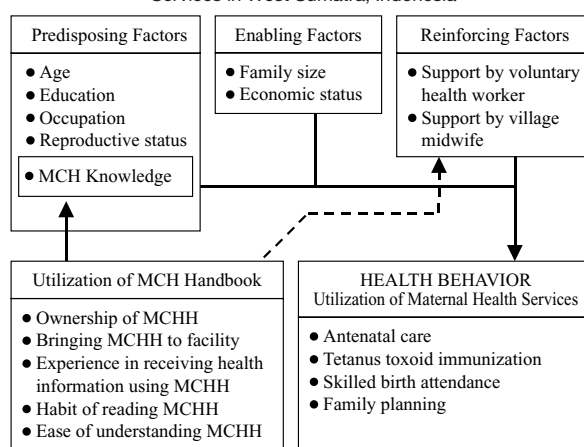 Services in West Sumatra, Indonesia
Predisposing Factors
● Age
● Education
● Occupation
● Reproductive status
● MCH Knowledge
Enabling Factors
● Family size
● Economic status
Reinforcing Factors
● Support by voluntary
health worker
● Support by village
midwife
Utilization of MCH Handbook
● Ownership of MCHH
● Bringing MCHH to facility
● Experience in receiving health
information using MCHH
● Habit of reading MCHH
● Ease of understanding MCHH
HEALTH BEHAVIOR
Utilization of Maternal Health Services
● Antenatal care
● Tetanus toxoid immunization
● Skilled birth attendance
● Family planning